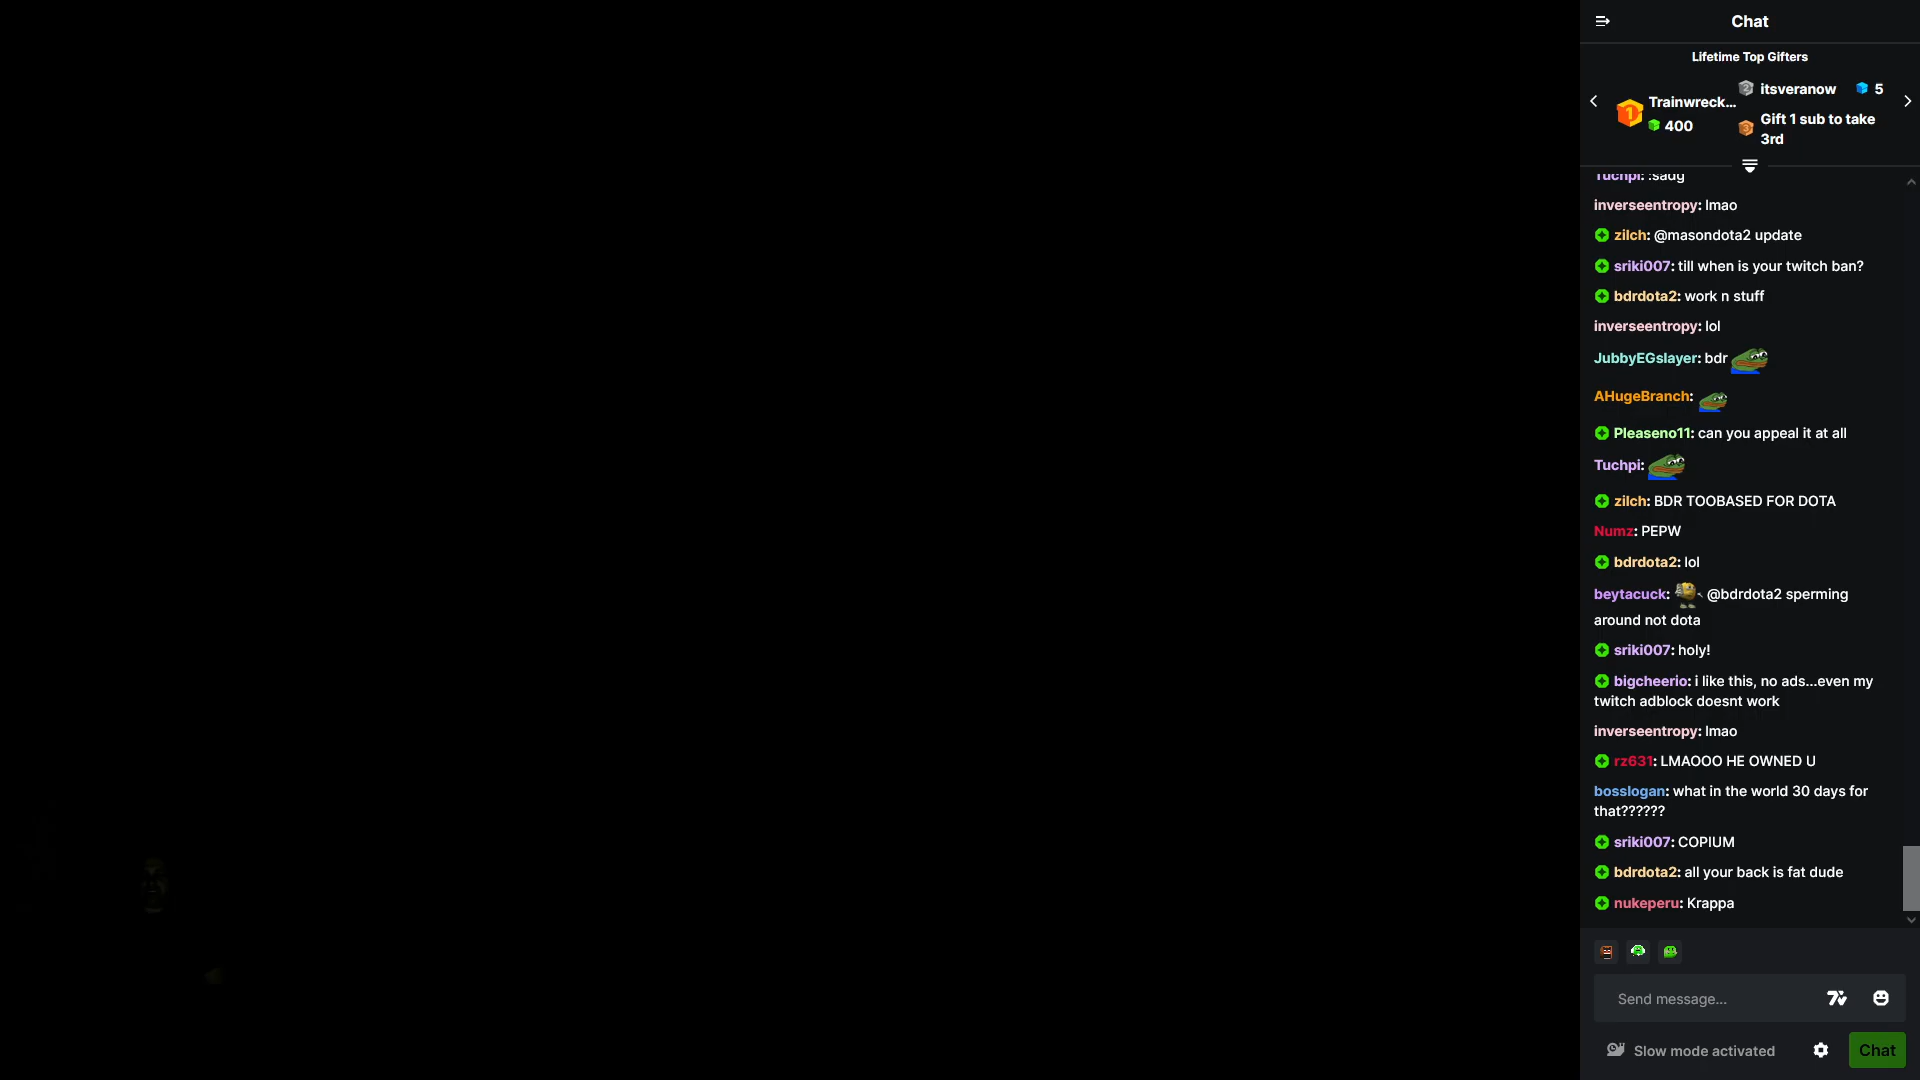 Chat
Lifetime Top Gifters
1
Trainwreck...
400
2
itsveranow
5
3
Gift 1 sub to take
3rd
Tuchpi: :sadg
inverseentropy: lmao
zilch: @masondota2 update
sriki007: till when is your twitch ban?
bdrdota2: work n stuff
inverseentropy: lol
JubbyEGslayer: bdr
AHugeBranch:
Pleaseno11: can you appeal it at all
Tuchpi:
zilch: BDR TOOBASED FOR DOTA
Numz: PEPW
bdrdota2: lol
beytacuck: @bdrdota2 sperming
around not dota
sriki007: holy!
bigcheerio: i like this, no ads...even my
twitch adblock doesnt work
inverseentropy: lmao
rz631: LMAOOO HE OWNED U
bosslogan: what in the world 30 days for
that??????
sriki007: COPIUM
bdrdota2: all your back is fat dude
nukeperu: Krappa
Send message...
Slow mode activated
Chat